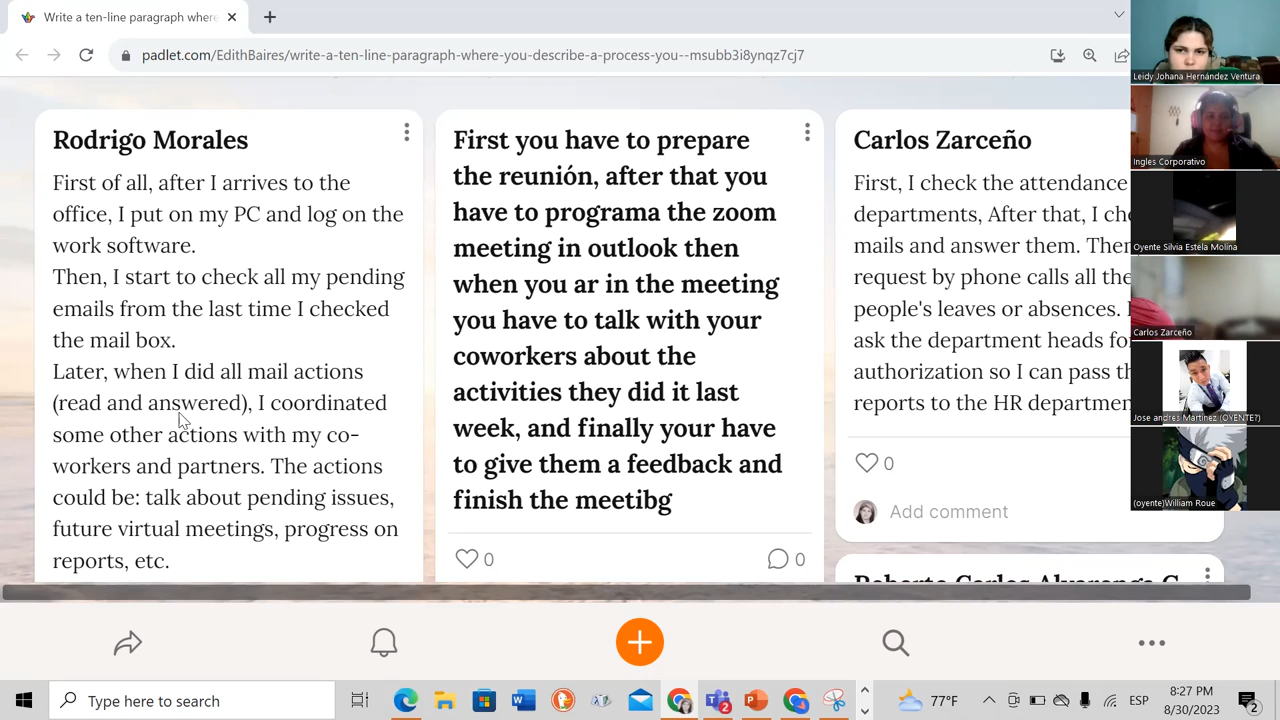 Write a ten-line paragraph where
padlet.com/EdithBaires/write-a-ten-line-paragraph-where-you-describe-a-process-you--msubb3i8ynqz7cj7
Rodrigo Morales
First of all, after I arrives to the
office, I put on my PC and log on the
work software.
Then, I start to check all my pending
emails from the last time I checked
the mail box.
Later, when I did all mail actions
(read and answered), I coordinated
some other actions with my co-
workers and partners. The actions
could be: talk about pending issues,
future virtual meetings, progress on
reports, etc.
First you have to prepare
the reunión, after that you
have to programa the zoom
meeting in outlook then
when you ar in the meeting
you have to talk with your
coworkers about the
activities they did it last
week, and finally your have
to give them a feedback and
finish the meetibg
0
0
Carlos Zarceño
First, I check the attendance
departments, After that, I
mails and answer them. Then
request by phone calls all the
people's leaves or absences.
ask the department heads
authorization so I can pass
reports to the HR
0
Add comment
Roberto Carlos Alvarenga
Leidy Johana Hernández Ventura
Ingles Corporativo
Oyente Silvia Estela Molina
Carlos Zarceño
Jose andres Martinez (OYENTE?)
(oyente)William Roue
Type here to search
77°F
ESP
8:27 PM
8/30/2023
2